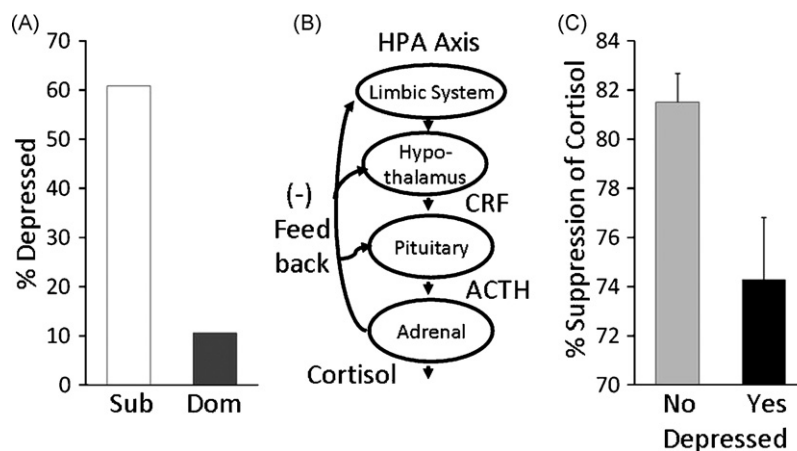 (A)
70
60
50
40
30
20
10
0
% Depressed
Sub Dom
(B)
HPA Axis
Limbic System
Hypo-
thalamus
CRF
(-)
Feed
back
Pituitary
ACTH
Adrenal
Cortisol
(C)
84
82
80
78
76
74
72
70
% Suppression of Cortisol
No Yes
Depressed